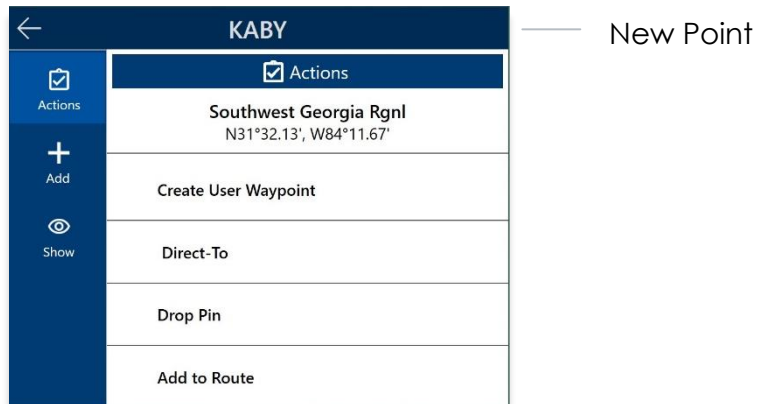 KABY
New Point
Actions
Actions
Add
Show
Southwest Georgia Rgnl
N31°32.13', W84°11.67'
Create User Waypoint
Direct-To
Drop Pin
Add to Route